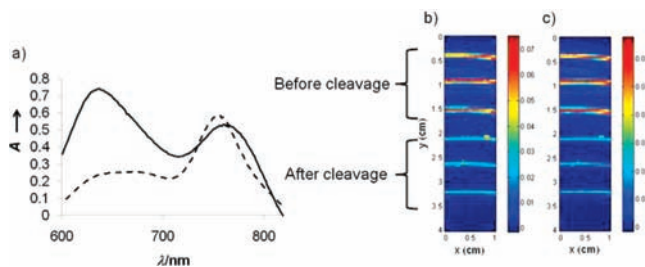 a)
0.8
0.7
0.6
0.5
0.4
0.3
0.2
0.1
0
A
600 700 800
λ/nm
Before cleavage
After cleavage
b)
0
0.5
1
1.5
2
2.5
3
3.5
4
y (cm)
0 0.5 1
x (cm)
0.07
0.06
0.05
0.04
0.03
0.02
0.01
0
c)
0 0.5 1
x (cm)